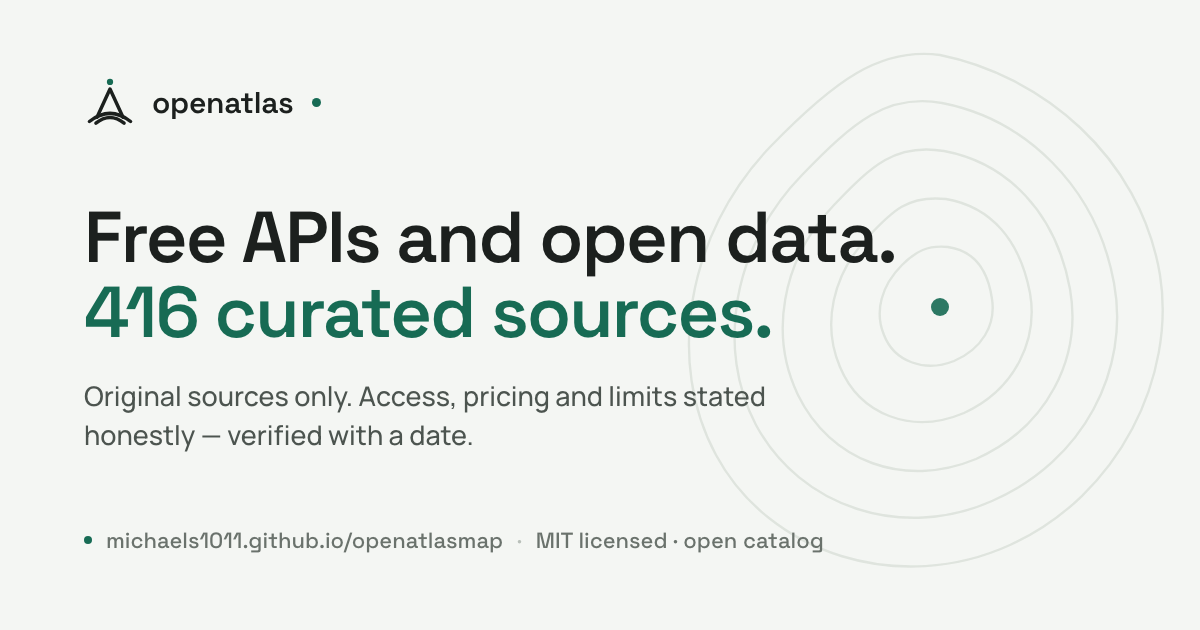 openatlas
Free APIs and open data.
416 curated sources.
Original sources only. Access, pricing and limits stated
honestly — verified with a date.
michaels1011.github.io/openatlasmap · MIT licensed · open catalog